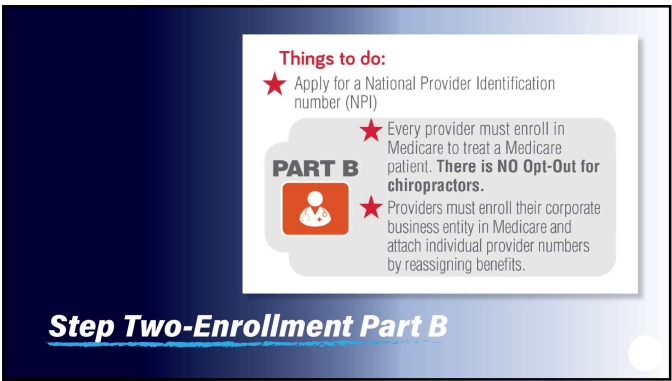 Things to do:
Apply for a National Provider Identification
number (NPI)
PART B
Every provider must enroll in
Medicare to treat a Medicare
patient. There is NO Opt-Out for
chiropractors.
Providers must enroll their corporate
business entity in Medicare and
attach individual provider numbers
by reassigning benefits.
Step Two-Enrollment Part B